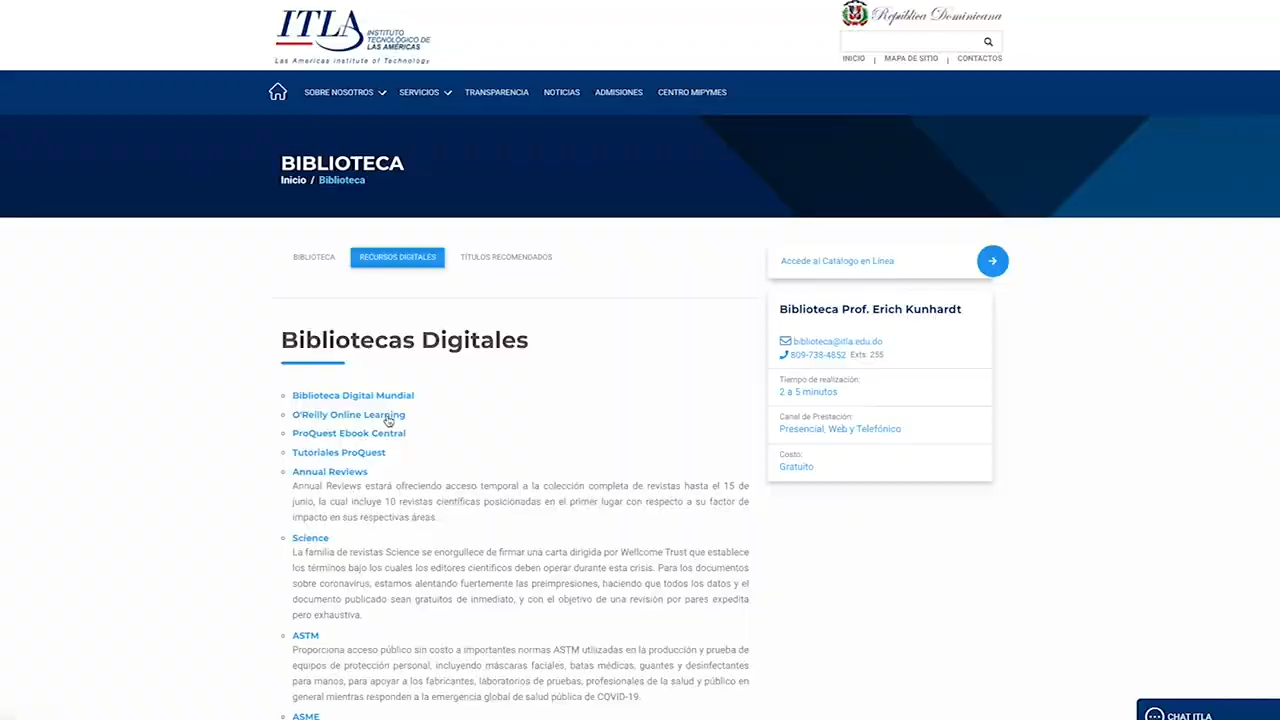 ITLA
INSTITUTO
TECNOLÓGICO DE
LAS AMÉRICAS
Las Américas Institute of Technology
República Dominicana
INICIO | MAPA DE SITIO | CONTACTOS
SOBRE NOSOTROS SERVICIOS TRANSPARENCIA NOTICIAS ADMISIONES CENTRO MIPYMES
BIBLIOTECA
Inicio / Biblioteca
BIBLIOTECA RECURSOS DIGITALES TÍTULOS RECOMENDADOS
Bibliotecas Digitales
Biblioteca Digital Mundial
O'Reilly Online Learning
ProQuest Ebook Central
Tutoriales ProQuest
Annual Reviews
Annual Reviews estará ofreciendo acceso temporal a la colección completa de revistas hasta el 15 de
junio, la cual incluye 10 revistas científicas posicionadas en el primer lugar con respecto a su factor de
impacto en sus respectivas áreas.
Science
La familia de revistas Science se enorgullece de firmar una carta dirigida por Wellcome Trust que establece
los términos bajo los cuales los editores científicos deben operar durante esta crisis. Para los documentos
sobre coronavirus, estamos alentando fuertemente las preimpresiones, haciendo que todos los datos y el
documento publicado sean gratuitos de inmediato, y con el objetivo de una revisión por pares expedita
pero exhaustiva.
ASTM
Proporciona acceso público sin costo a importantes normas ASTM utilizadas en la producción y prueba de
equipos de protección personal, incluyendo máscaras faciales, batas médicas, guantes y desinfectantes
para manos, para apoyar a los fabricantes, laboratorios de pruebas, profesionales de la salud y público en
general mientras responden a la emergencia global de salud pública de COVID-19.
ASME
Accede al Catálogo en Línea
Biblioteca Prof. Erich Kunhardt
biblioteca@itla.edu.do
809-738-4852 Exts. 255
Tiempo de realización:
2 a 5 minutos
Canal de Prestación:
Presencial, Web y Telefónico
Costo:
Gratuito
CHAT ITLA